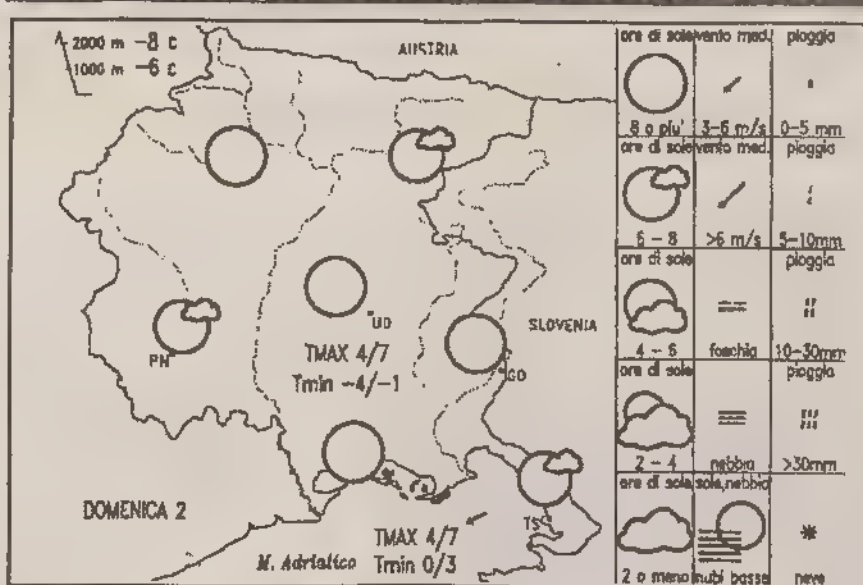 2000 m -8 c
1000 m -6 c
AUSTRIA
SLOVENIA
UD
PN
GO
TMAX 4/7
Tmin -4/-1
DOMENICA 2
M. Adriatico
TS
TMAX 4/7
Tmin 0/3
ore di sole vento med. pioggia
8 o piu' 3-6 m/s 0-5 mm
ore di sole vento med. pioggia
6 - 8 >6 m/s 5-10mm
ore di sole pioggia
4 - 6 foschia 10-30mm
ore di sole pioggia
2 - 4 nebbia >30mm
ore di sole sole,nebbia
2 o meno nubi basse neve